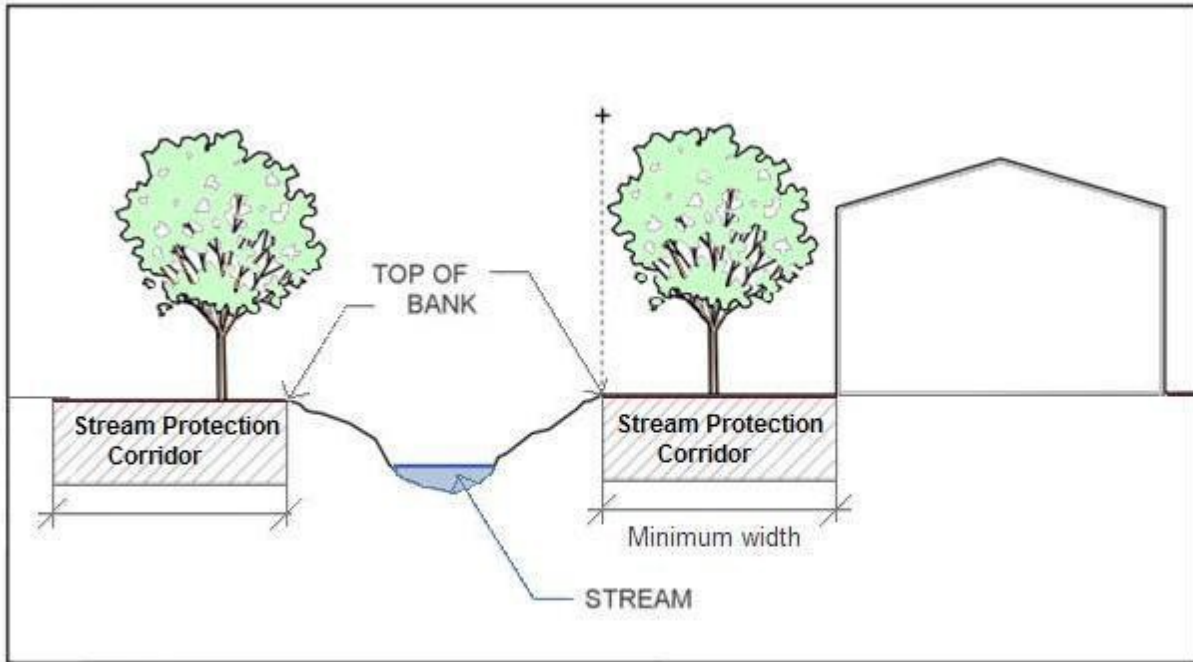 TOP OF
BANK
Stream Protection
Corridor
Stream Protection
Corridor
Minimum width
STREAM